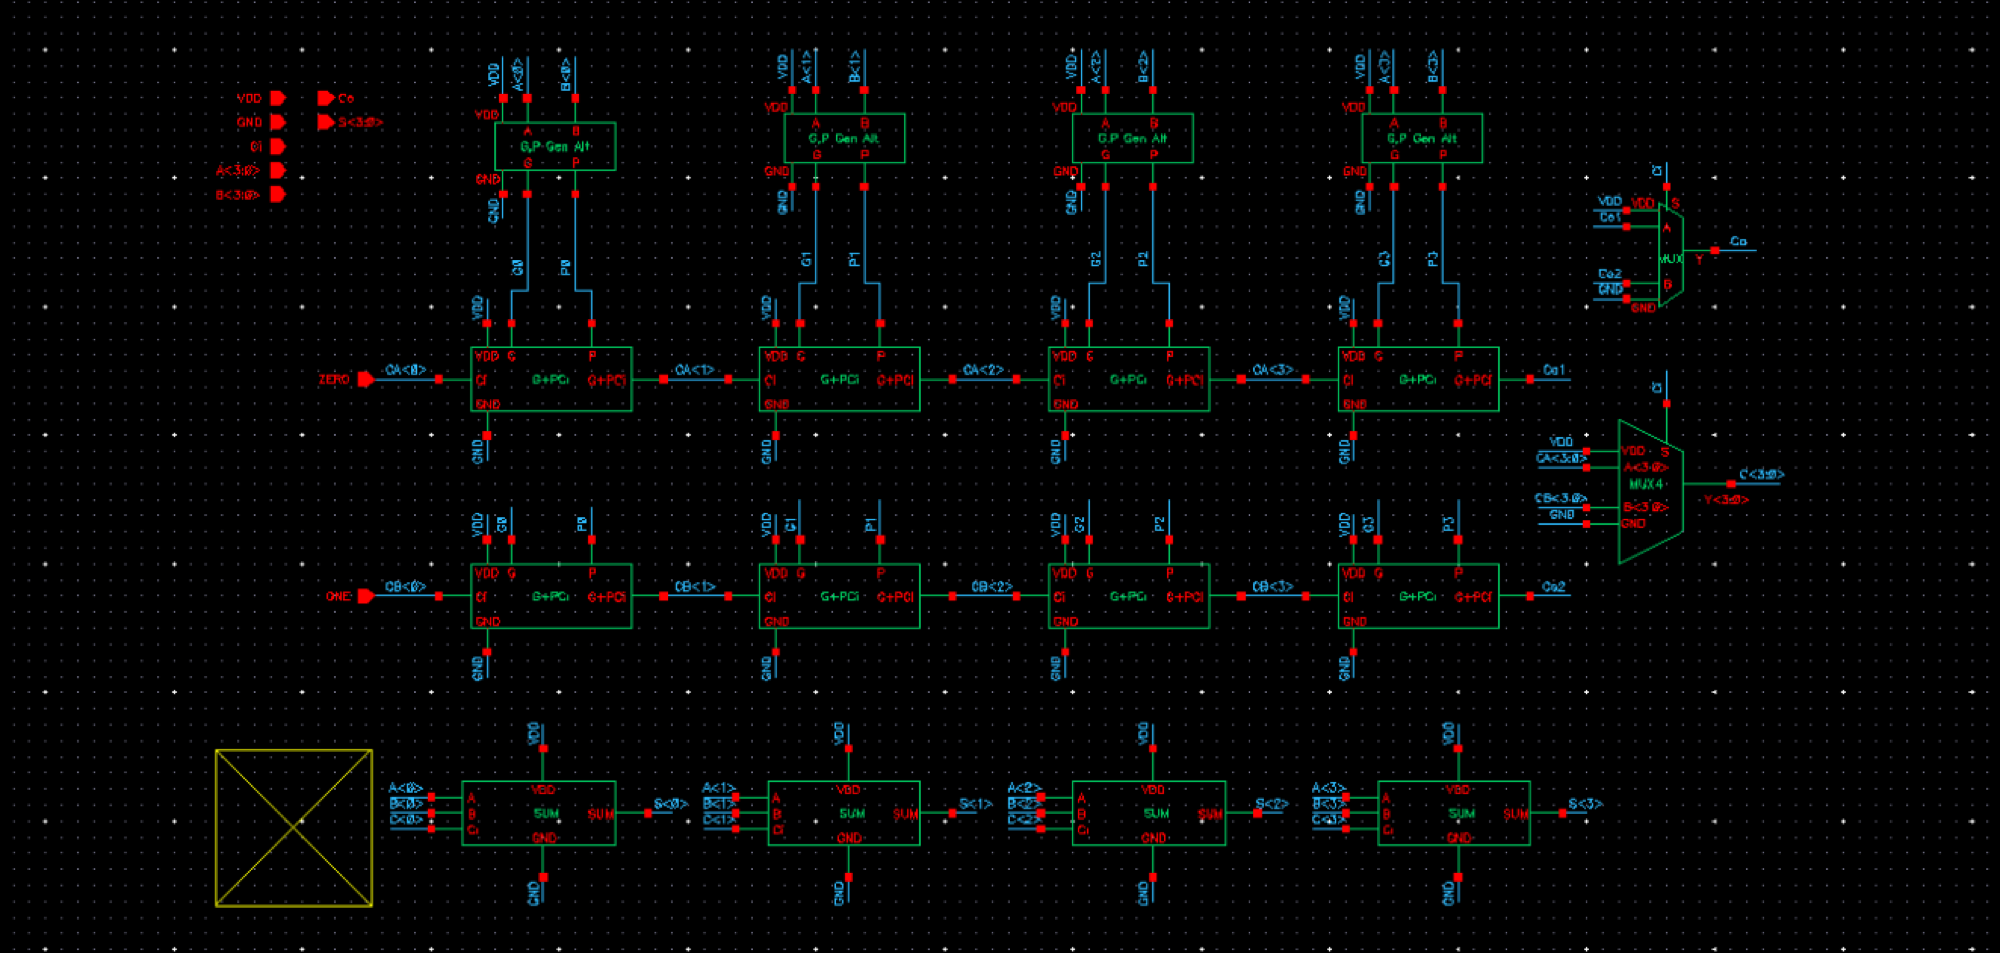 VDD A<0> B<0>
VDD A<1> B<1>
VDD A<2> B<2>
VDD A<3> B<3>
VDD Co
GND S<3:0>
Ci
A<3:0>
B<3:0>
VDD A B
G,P Gen Alt
G P
GND
GND
VDD A B
G,P Gen Alt
G P
GND
GND
VDD A B
G,P Gen Alt
G P
GND
GND
VDD A B
G,P Gen Alt
G P
GND
GND
Ci
VDD VDD S
Co1 A
MUX Y Co
Co2 B
GND GND
G0 P0
G1 P1
G2 P2
G3 P3
VDD VDD VDD VDD
VDD G P VDD G P VDD G P VDD G P
ZERO CA<0> Ci G+PCi G+PCi CA<1> Ci G+PCi G+PCi CA<2> Ci G+PCi G+PCi CA<3> Ci G+PCi G+PCi Co1
GND GND GND GND
GND GND GND GND
Ci
VDD VDD S
CA<3:0> A<3:0>
MUX4 C<3:0>
CB<3:0> B<3:0> Y<3:0>
GND GND
VDD G0 P0 VDD G1 P1 VDD G2 P2 VDD G3 P3
VDD G P VDD G P VDD G P VDD G P
ONE CB<0> Ci G+PCi G+PCi CB<1> Ci G+PCi G+PCi CB<2> Ci G+PCi G+PCi CB<3> Ci G+PCi G+PCi Co2
GND GND GND GND
GND GND GND GND
VDD VDD VDD VDD
VDD VDD VDD VDD
A<0> A A<1> A A<2> A A<3> A
B<0> B SUM SUM S<0> B<1> B SUM SUM S<1> B<2> B SUM SUM S<2> B<3> B SUM SUM S<3>
C<0> Ci C<1> Ci C<2> Ci C<3> Ci
GND GND GND GND
GND GND GND GND